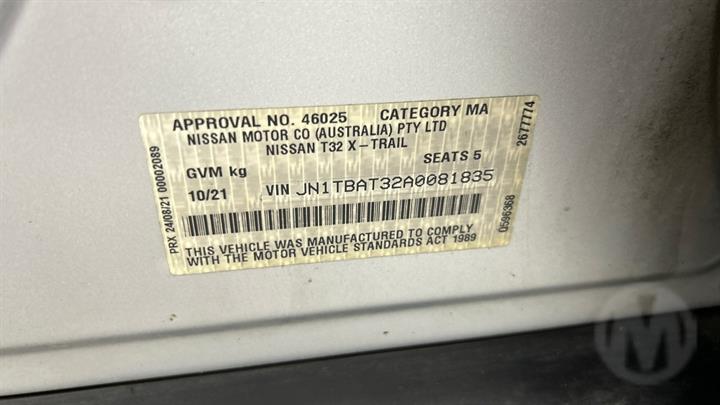 APPROVAL NO. 46025 CATEGORY MA
NISSAN MOTOR CO (AUSTRALIA) PTY LTD
NISSAN T32 X-TRAIL
GVM kg SEATS 5
10/21 VIN JN1TBAT32A0081835
THIS VEHICLE WAS MANUFACTURED TO COMPLY
WITH THE MOTOR VEHICLE STANDARDS ACT 1989
PRX 24/08/21 00002089
2677774
0596368
M